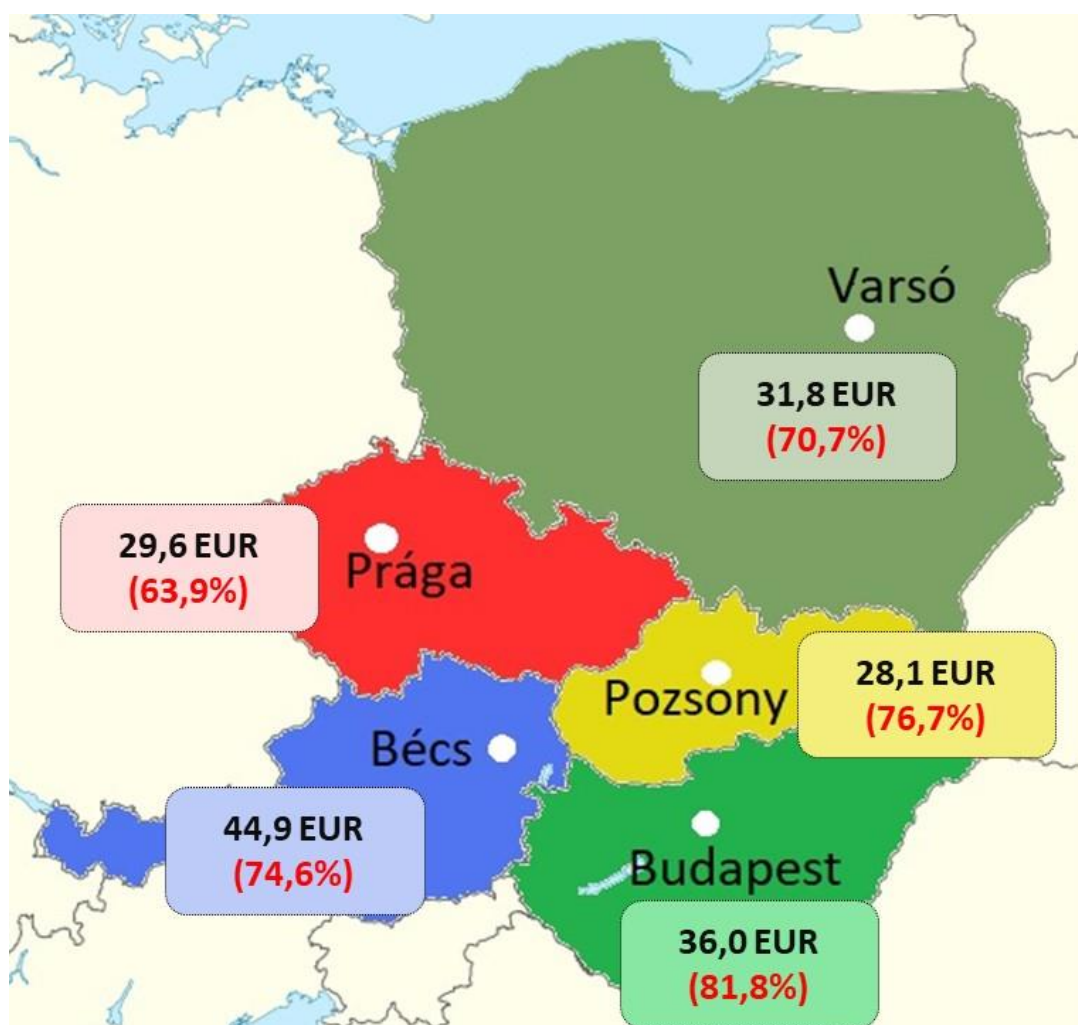 Varsó
31,8 EUR
(70,7%)
29,6 EUR
(63,9%)
Prága
28,1 EUR
(76,7%)
Pozsony
Bécs
44,9 EUR
(74,6%)
Budapest
36,0 EUR
(81,8%)